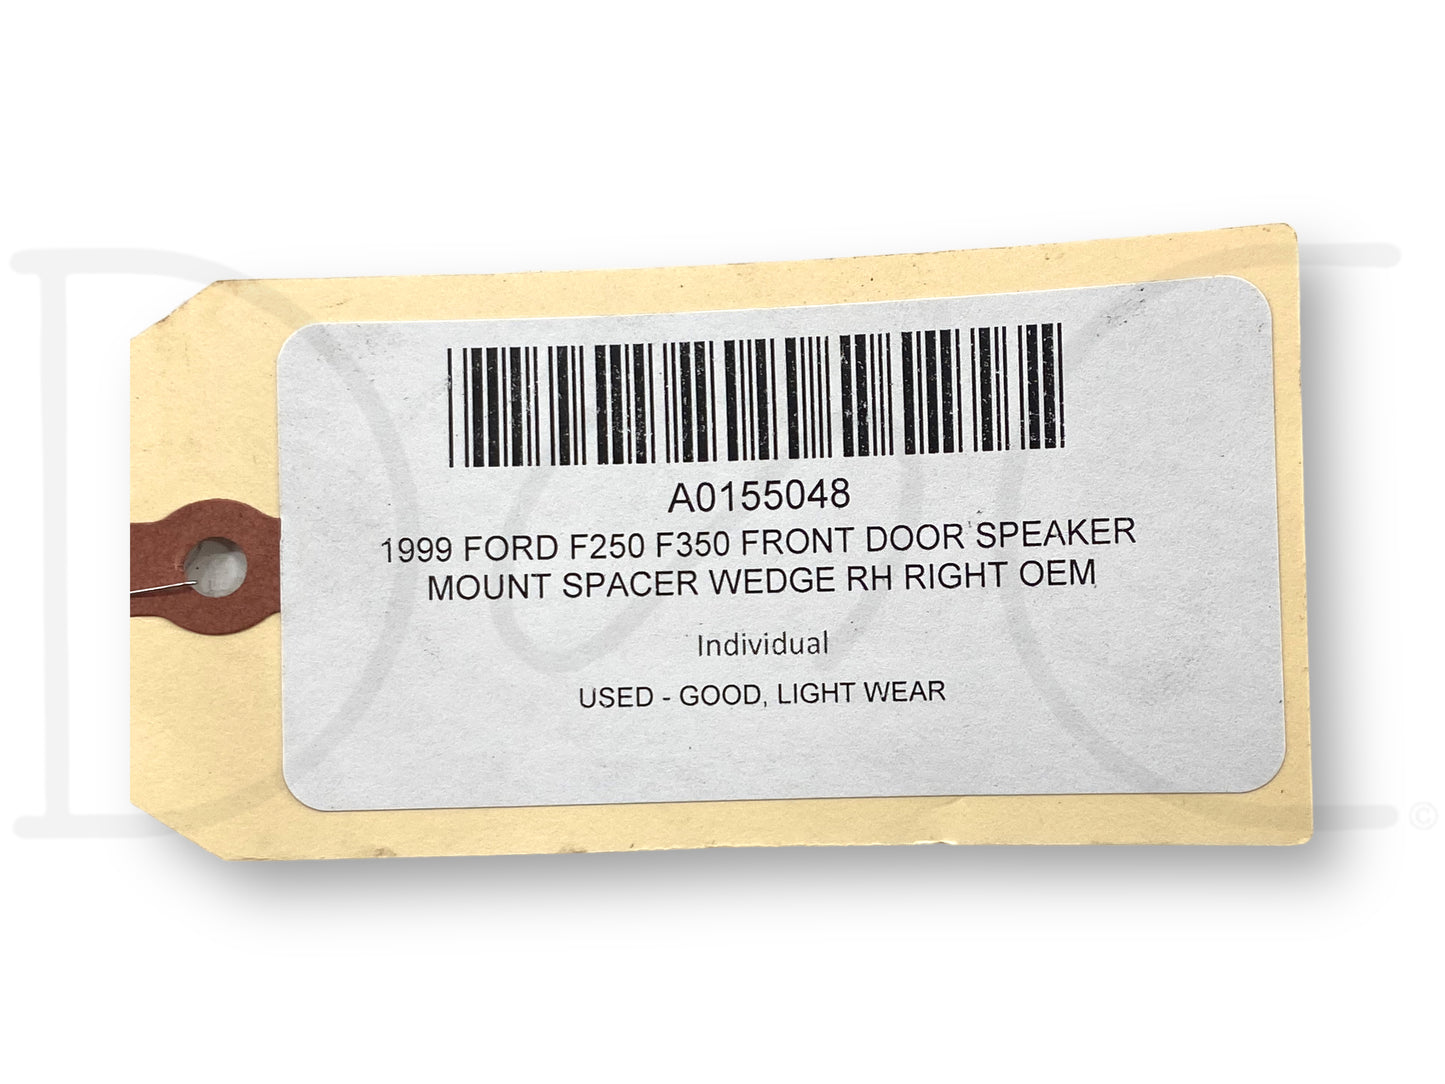 A0155048
1999 FORD F250 F350 FRONT DOOR SPEAKER
MOUNT SPACER WEDGE RH RIGHT OEM
Individual
USED - GOOD, LIGHT WEAR
©